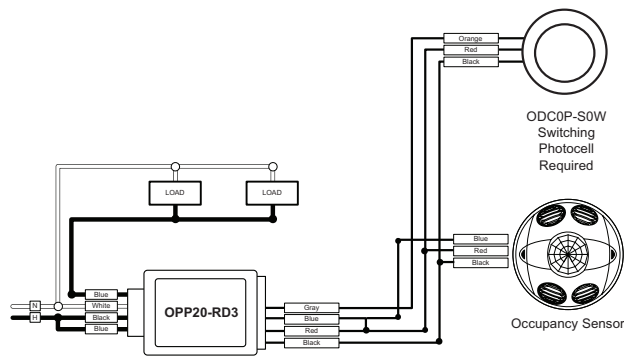 Orange
Red
Black
ODC0P-S0W
Switching
Photocell
Required
LOAD
LOAD
Blue
Red
Black
Occupancy Sensor
N
H
Blue
White
Black
Blue
OPP20-RD3
Gray
Blue
Red
Black